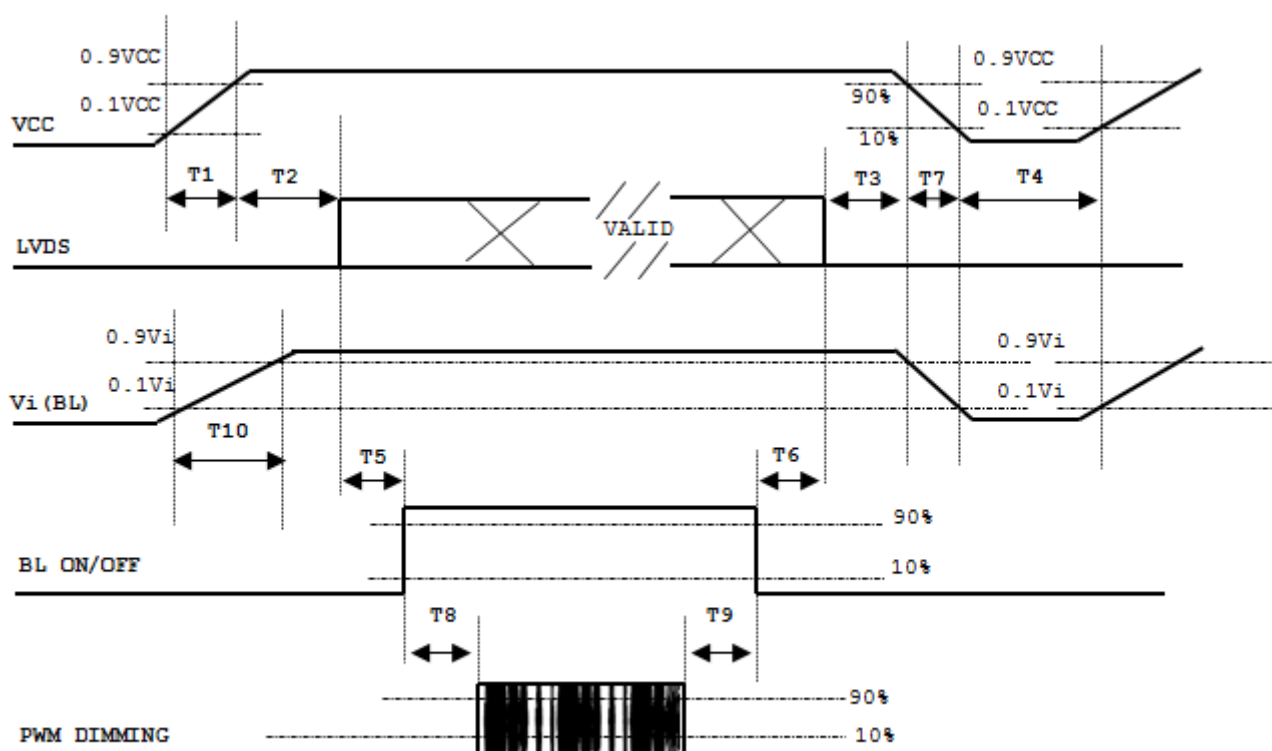 0.9VCC 0.9VCC
90%
0.1VCC 0.1VCC
VCC 10%
T1 T2 T3 T7 T4
VALID
LVDS
0.9Vi 0.9Vi
0.1Vi 0.1Vi
Vi(BL)
T10 T5 T6
90%
BL ON/OFF 10%
T8 T9
90%
PWM DIMMING 10%